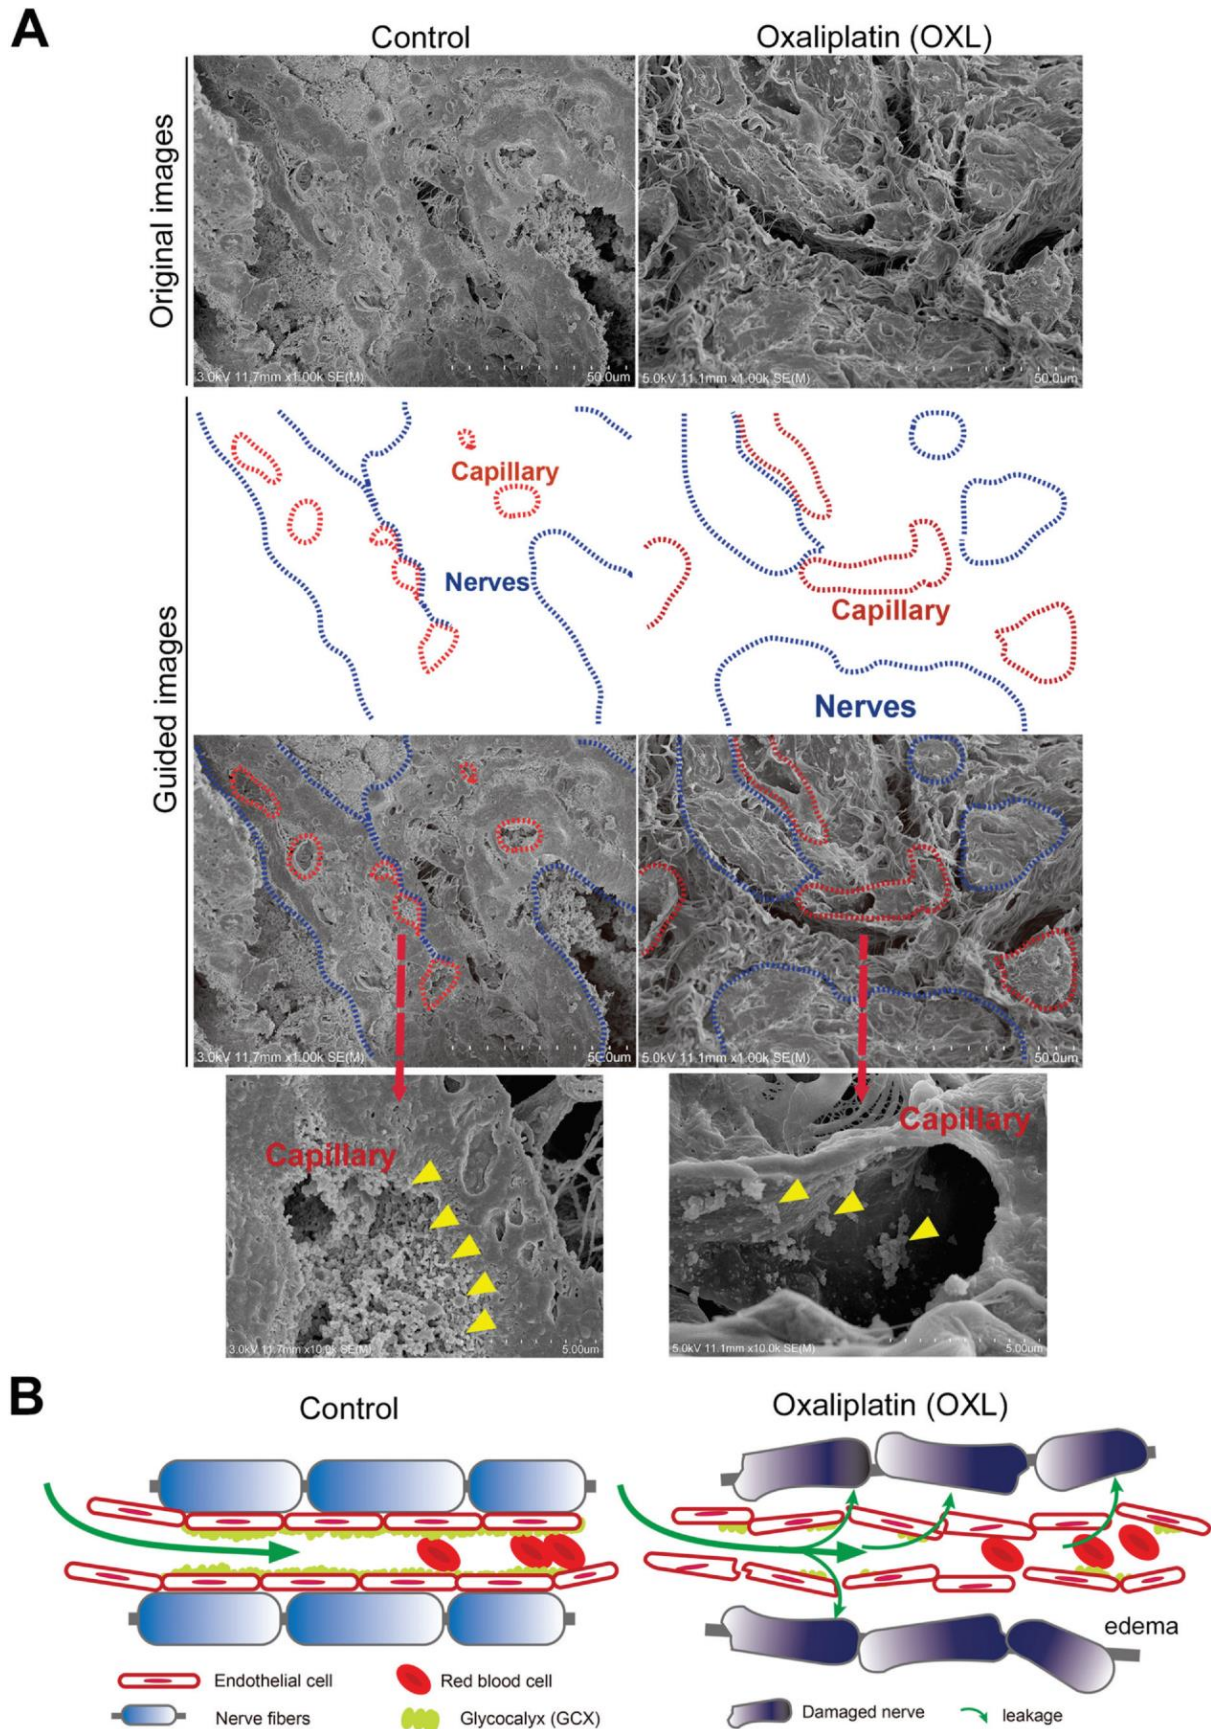 A
Control
Oxaliplatin (OXL)
Original images
3.0kV 11.7mm x1.00k SE(M)
50.0um
5.0kV 11.1mm x1.00k SE(M)
50.0um
Guided images
Capillary
Nerves
Capillary
Nerves
3.0kV 11.7mm x1.00k SE(M)
50.0um
5.0kV 11.1mm x1.00k SE(M)
50.0um
Capillary
Capillary
3.0kV 11.7mm x10.0k SE(M)
5.00um
5.0kV 11.1mm x10.0k SE(M)
5.00um
B
Control
Oxaliplatin (OXL)
edema
Endothelial cell
Red blood cell
Nerve fibers
Glycocalyx (GCX)
Damaged nerve
leakage